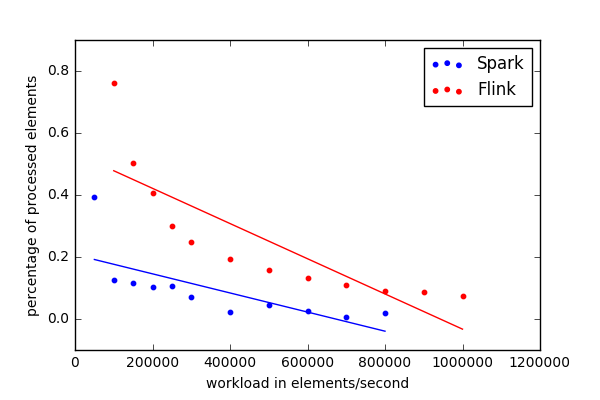 Spark
Flink
percentage of processed elements
0.8
0.6
0.4
0.2
0.0
0 200000 400000 600000 800000 1000000 1200000
workload in elements/second